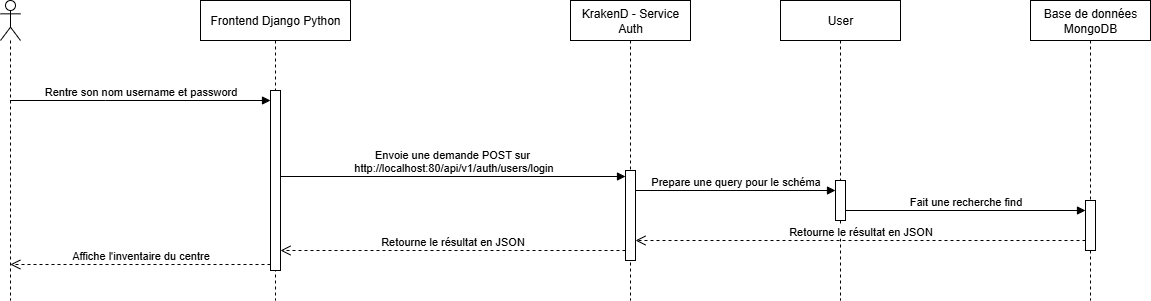 Frontend Django Python
KrakenD - Service
Auth
User
Base de données
MongoDB
Rentre son nom username et password
Envoie une demande POST sur
http://localhost:80/api/v1/auth/users/login
Prepare une query pour le schéma
Fait une recherche find
Retourne le résultat en JSON
Retourne le résultat en JSON
Affiche l'inventaire du centre